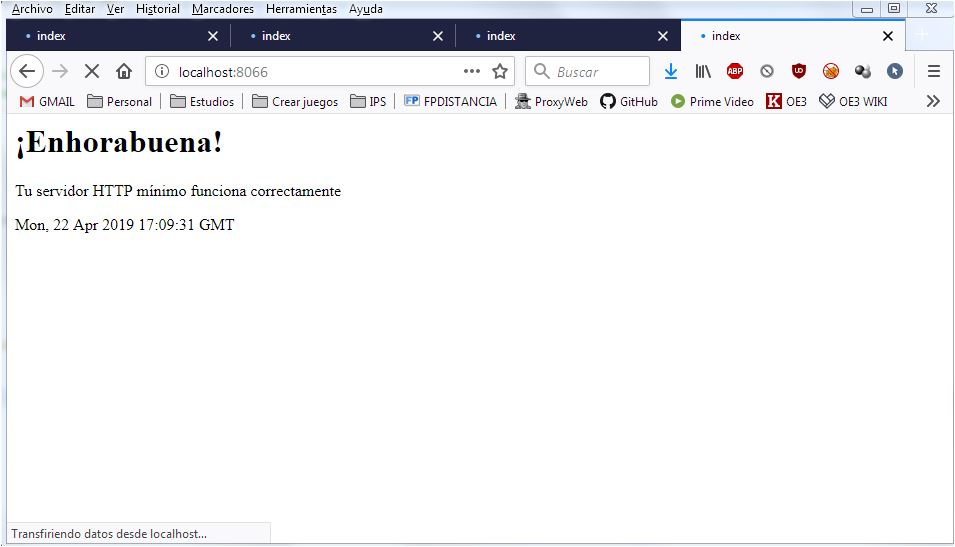 Archivo Editar Ver Historial Marcadores Herramientas Ayuda
index index index index
localhost:8066 Buscar ABP
GMAIL Personal Estudios Crear juegos IPS FP FPDISTANCIA ProxyWeb GitHub Prime Video K OE3 OE3 WIKI
¡Enhorabuena!
Tu servidor HTTP mínimo funciona correctamente
Mon, 22 Apr 2019 17:09:31 GMT
Transfiriendo datos desde localhost...